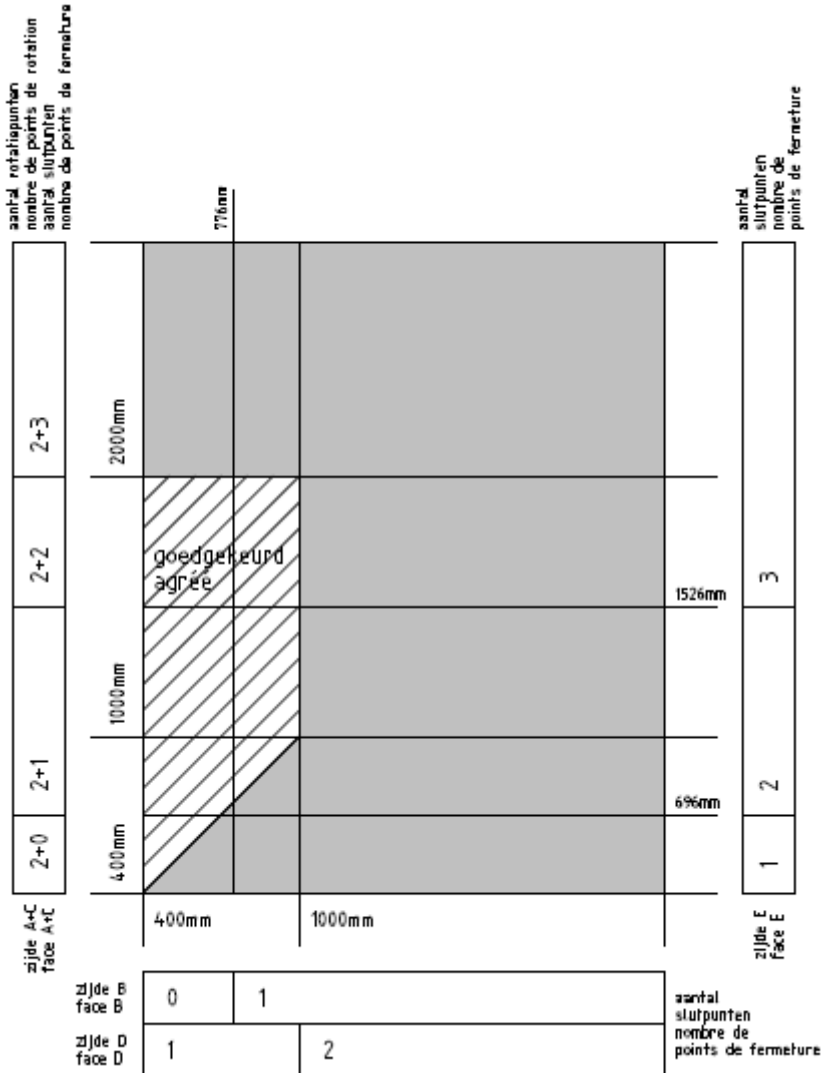 aantal rotatiepunten
nombre de points de rotation
aantal slutpunten
nombre de points de fermeture
aantal
slutpunten
nombre de
points de fermeture
776mm
2+3
2000mm
2+2
goedgekeurd
agréé
1526mm
3
1000mm
2+1
696mm
2
400mm
2+0
1
400mm
1000mm
zijde A+C
face A+C
zijde E
face E
zijde B
face B
0
1
zijde D
face D
1
2
aantal
slutpunten
nombre de
points de fermeture